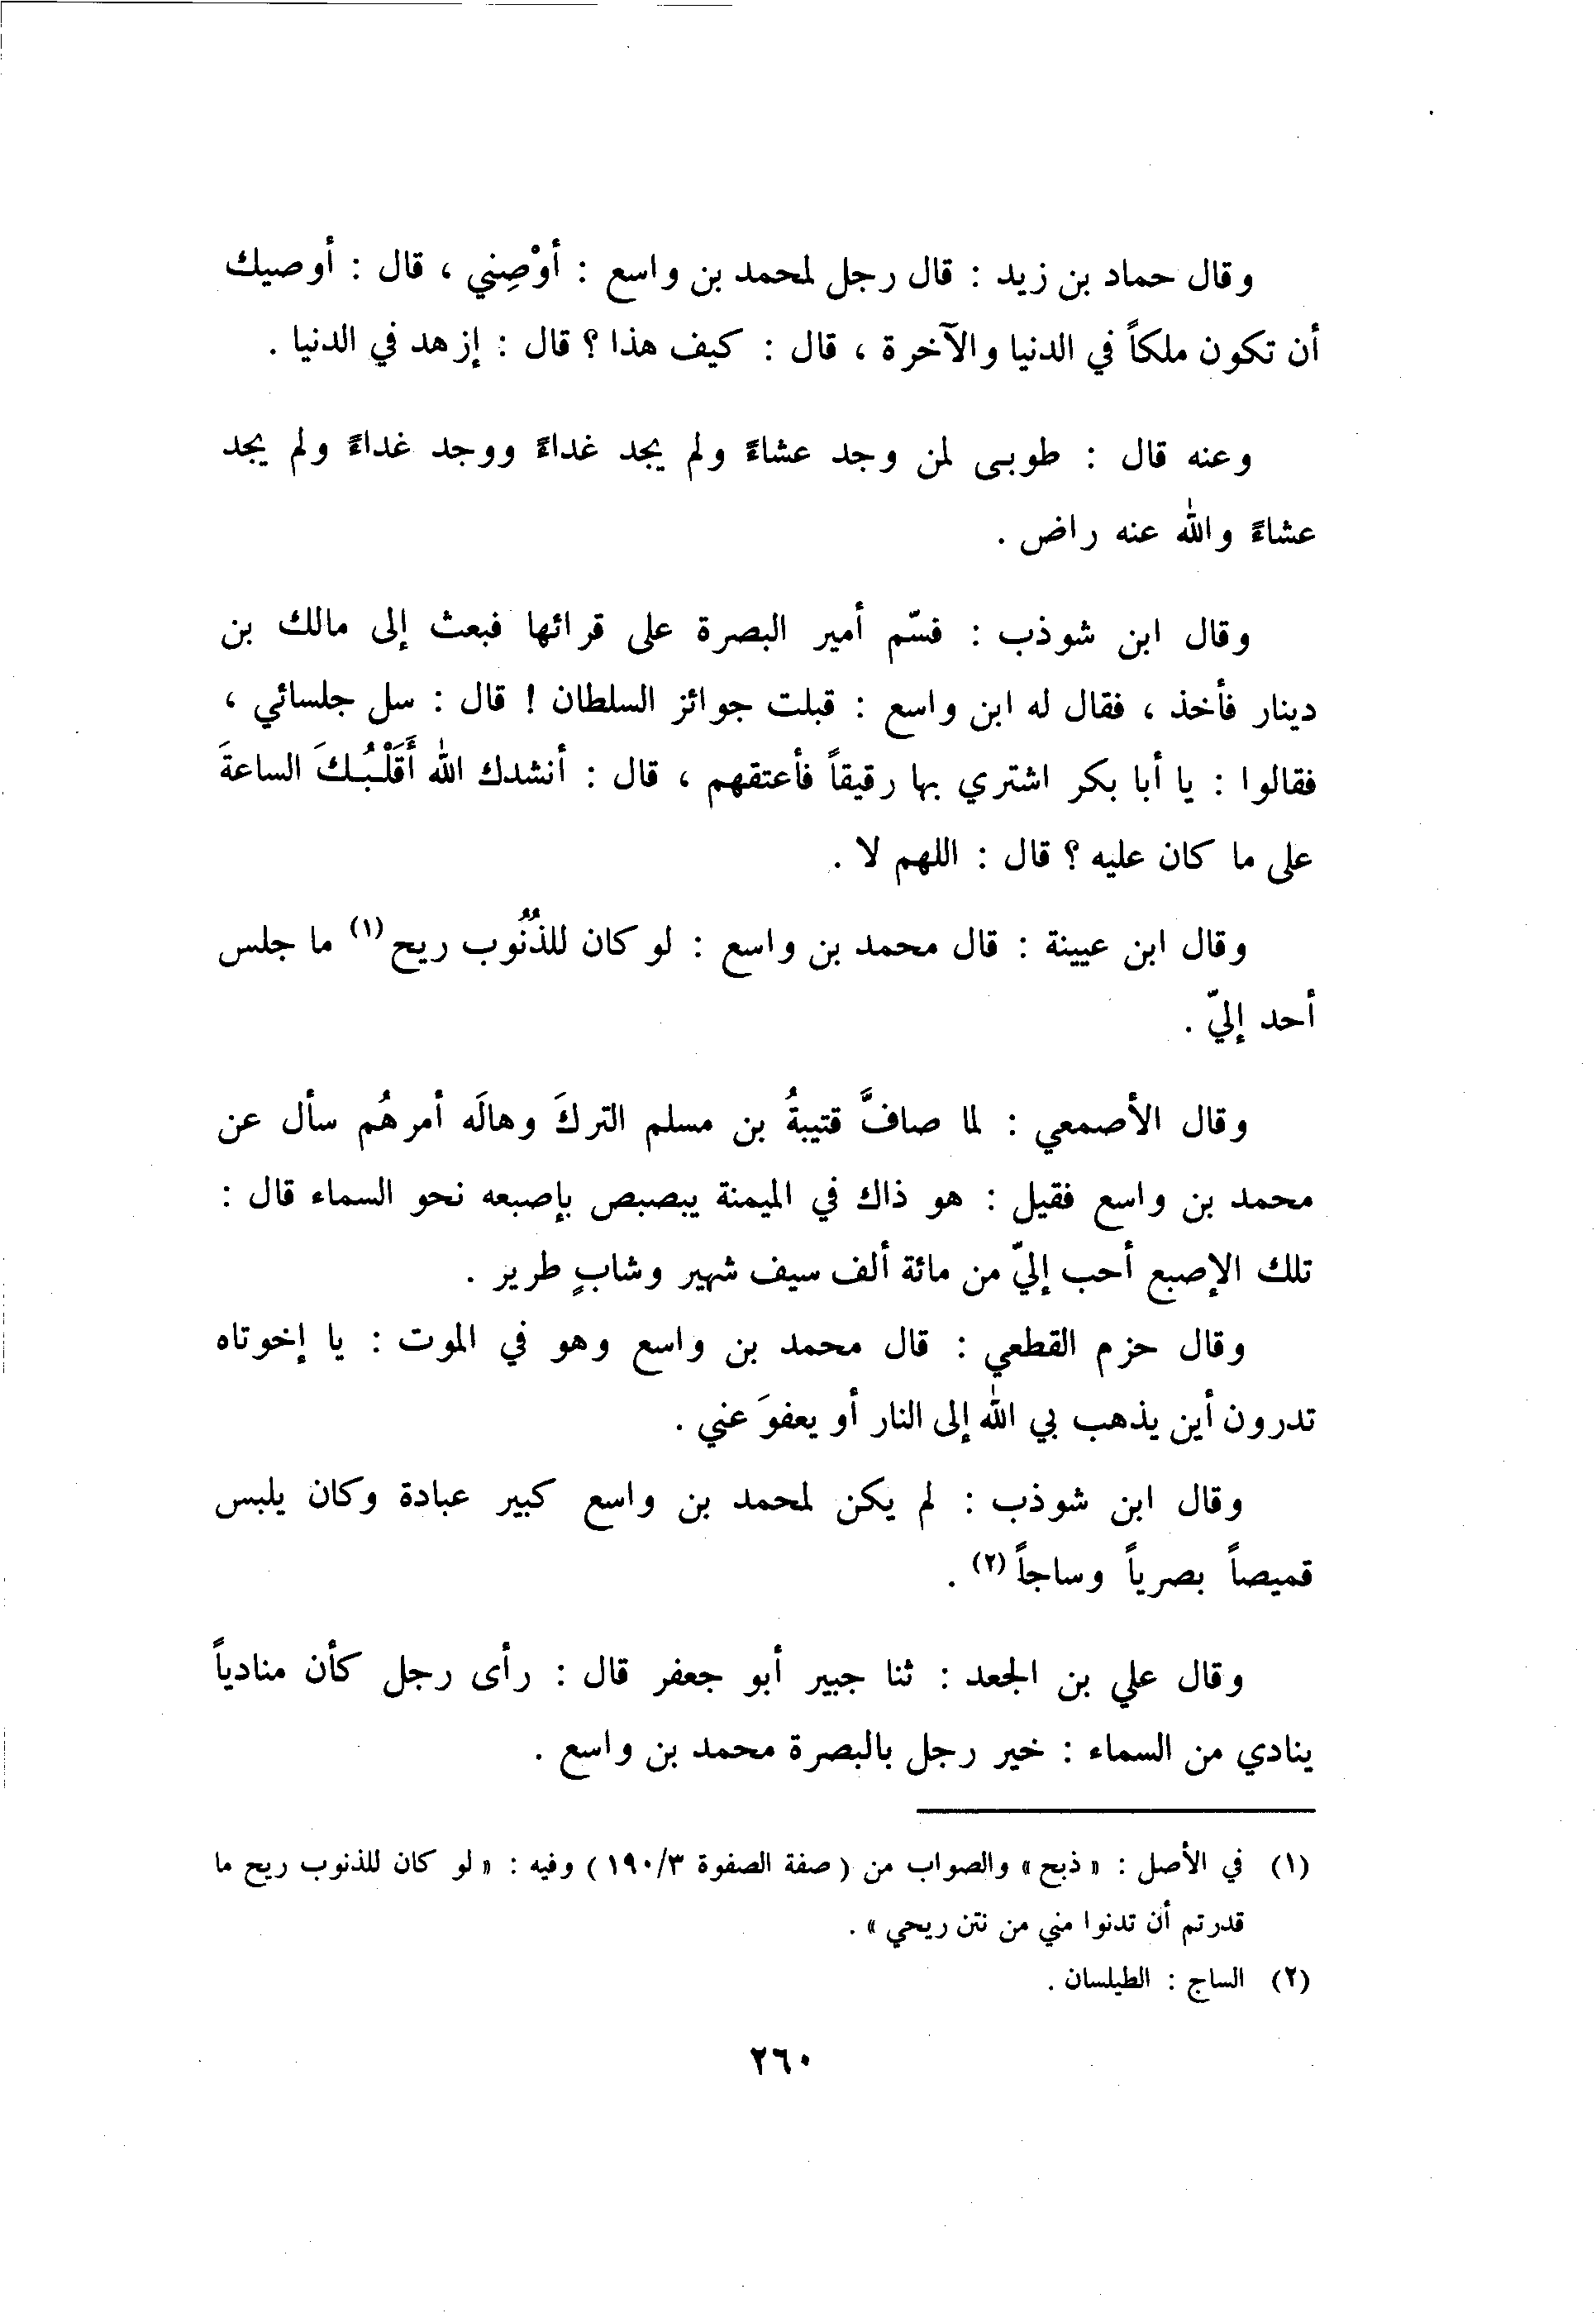 وقال حماد بن زيد : قال رجل لمحمد بن واسع : أوْصِني ، قال : أوصيك
أن تكون ملكاً في الدنيا والآخرة ، قال : كيف هذا ؟ قال : إزهد في الدنيا .
وعنه قال : طوبى لمن وجد عشاءً ولم يجد غداءً ووجد غداءً ولم يجد
عشاءً والله عنه راض .
وقال ابن شوذب : قسّم أمير البصرة على قرائها فبعث إلى مالك بن
دينار فأخذ ، فقال له ابن واسع : قبلت جوائز السلطان ! قال : سل جلسائي ،
فقالوا : يا أبا بكر اشتري بها رقيقاً فأعتقهم ، قال : أنشدك الله أَقَلْبُكَ الساعةَ
على ما كان عليه ؟ قال : اللهم لا .
وقال ابن عيينة : قال محمد بن واسع : لو كان للذُنُوب ريح (١) ما جلس
أحد إليّ .
وقال الأصمعي : لما صافَّ قتيبةُ بن مسلم التركَ وهالَه أمرهُم سأل عن
محمد بن واسع فقيل : هو ذاك في الميمنة يبصبص بإصبعه نحو السماء قال :
تلك الإصبع أحب إليّ من مائة ألف سيف شهير وشابٍ طرير .
وقال حزم القطعي : قال محمد بن واسع وهو في الموت : يا إخوتاه
تدرون أين يذهب بي الله إلى النار أو يعفوَ عني .
وقال ابن شوذب : لم يكن لمحمد بن واسع كبير عبادة وكان يلبس
قميصاً بصرياً وساجاً (٢) .
وقال علي بن الجعد : ثنا جبير أبو جعفر قال : رأى رجل كأن منادياً
ينادي من السماء : خير رجل بالبصرة محمد بن واسع .
(١) في الأصل : « ذبح » والصواب من ( صفة الصفوة ١٩٠/٣ ) وفيه : « لو كان للذنوب ريح ما
قدرتم أن تدنوا مني من نتن ريحي » .
(٢) الساج : الطيلسان .
٢٦٠